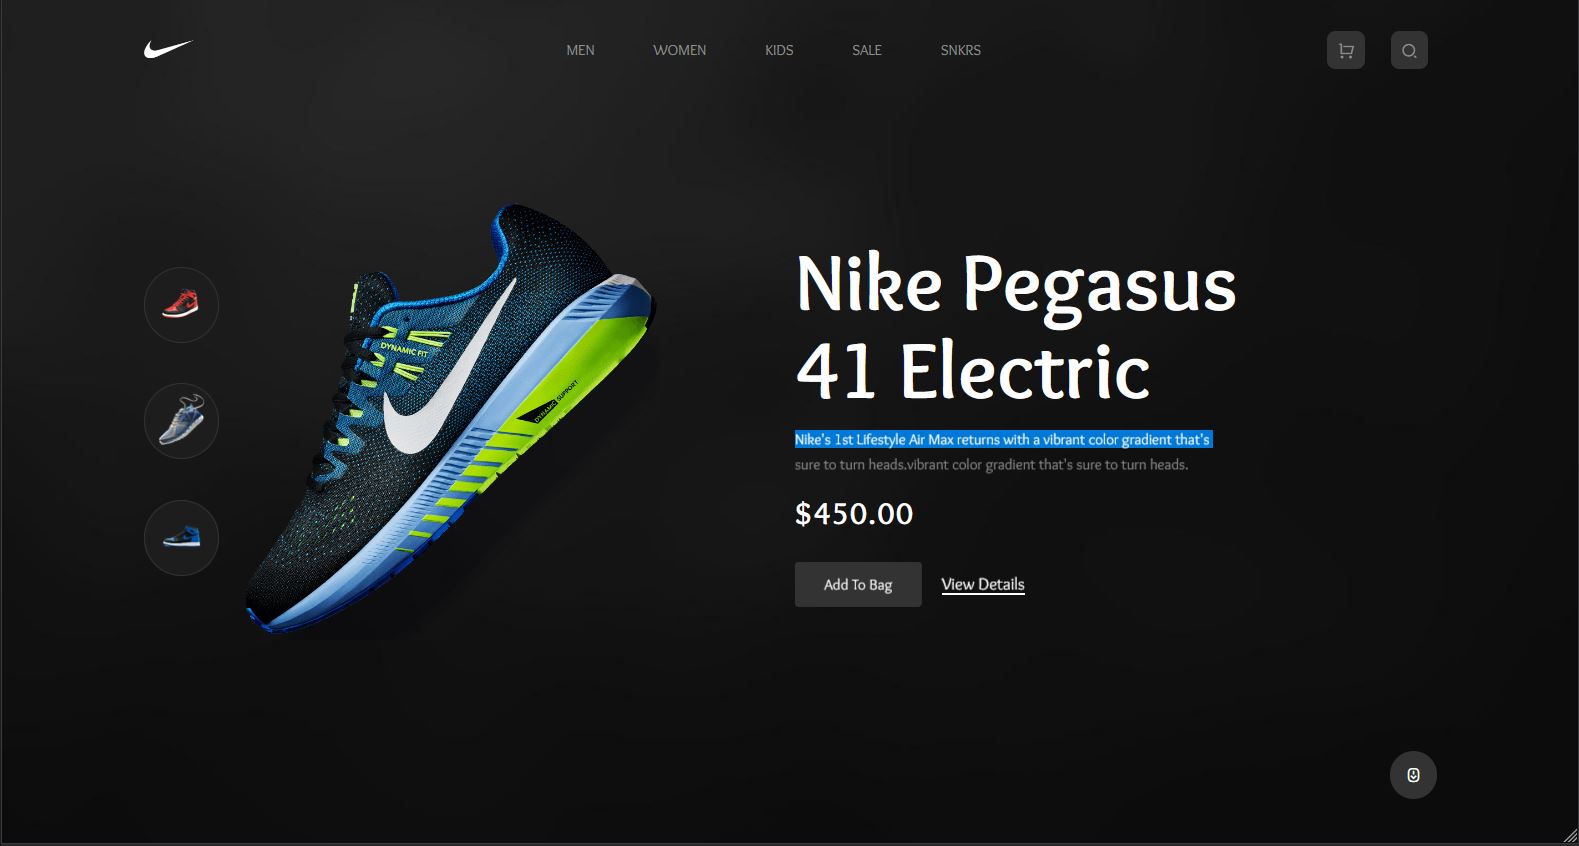 MEN WOMEN KIDS SALE SNKRS
DYNAMIC FIT
DYNAMIC SUPPORT
Nike Pegasus
41 Electric
Nike's 1st Lifestyle Air Max returns with a vibrant color gradient that's
sure to turn heads.vibrant color gradient that's sure to turn heads.
$450.00
Add To Bag View Details